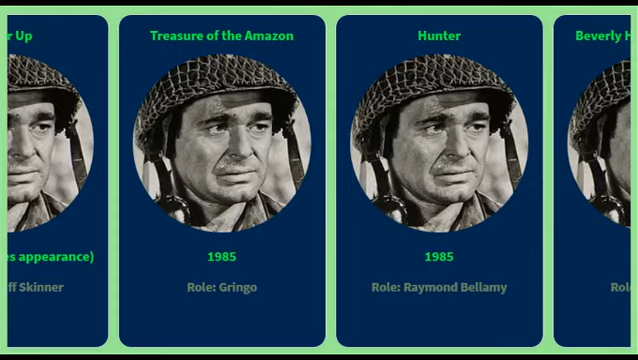 r Up
es appearance)
ff Skinner
Treasure of the Amazon
1985
Role: Gringo
Hunter
1985
Role: Raymond Bellamy
Beverly H
Rol